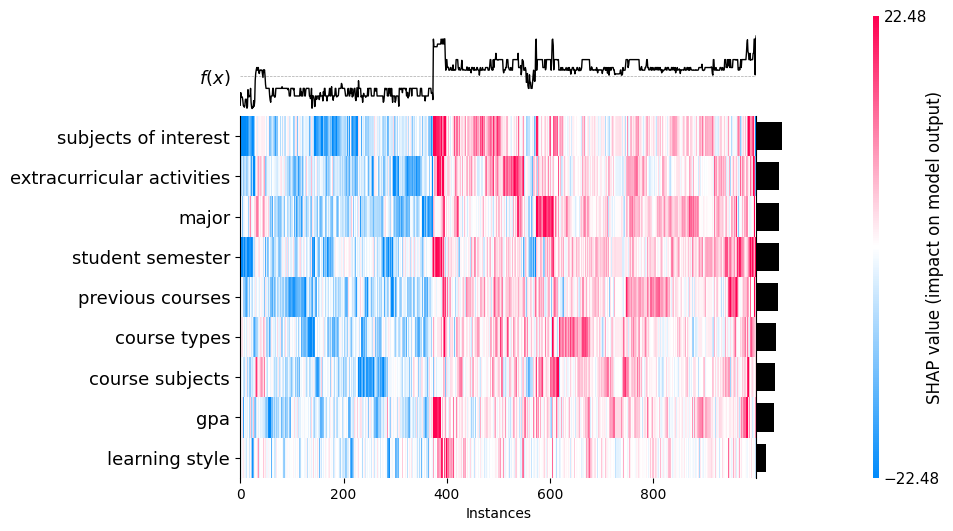 22.48
f(x)
subjects of interest
extracurricular activities
major
student semester
previous courses
course types
course subjects
gpa
learning style
0 200 400 600 800
Instances
−22.48
SHAP value (impact on model output)